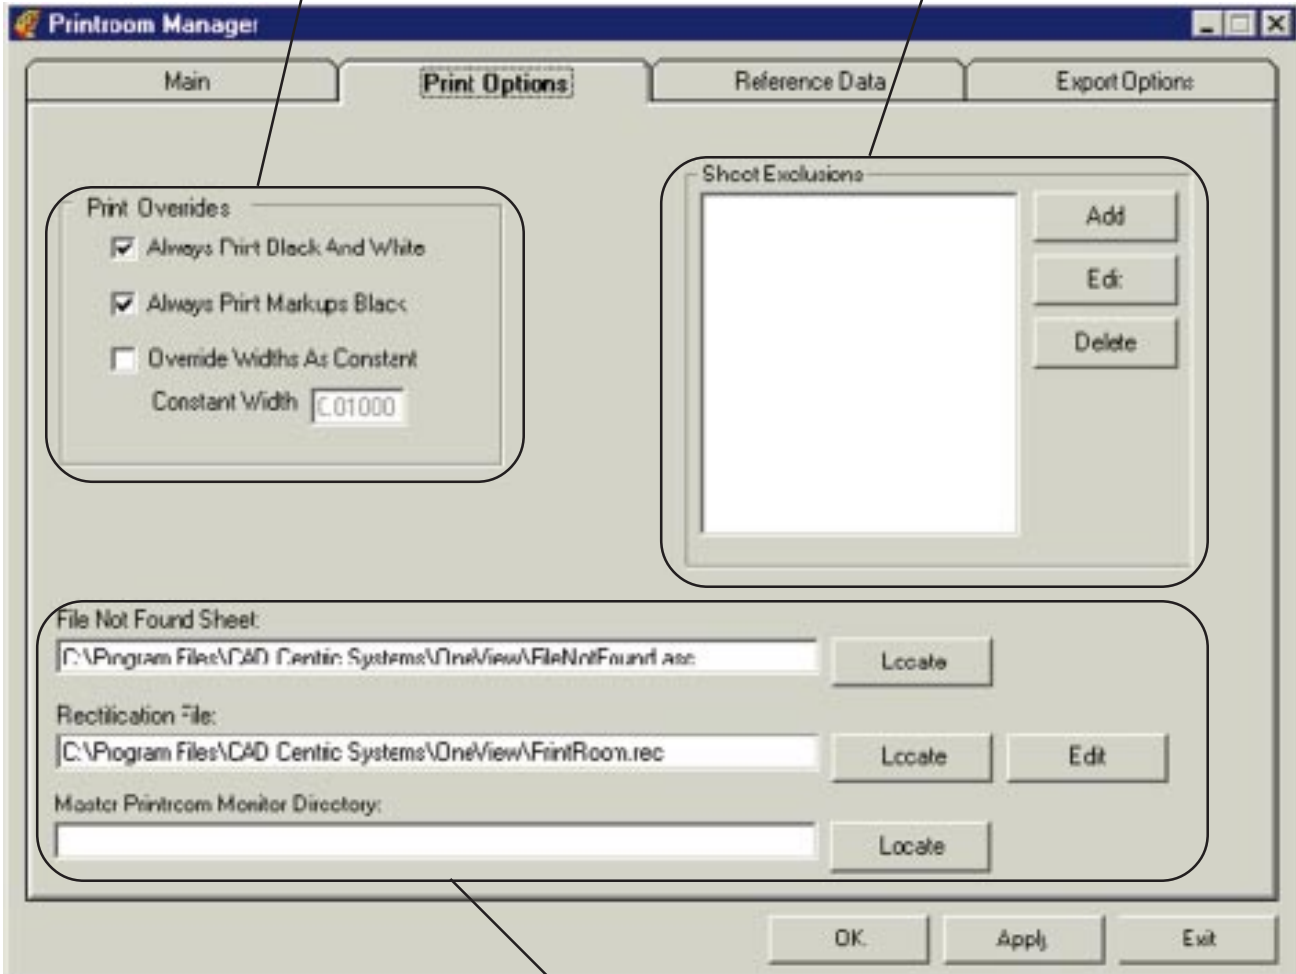 Printroom Manager
Main
Print Options
Reference Data
Export Options
Print Overrides
Always Print Black And White
Always Print Markups Black
Override Widths As Constant
Constant Width 0.01000
Sheet Exclusions
Add
Edit
Delete
File Not Found Sheet:
C:\Program Files\CAD Centric Systems\OneView\FileNotFound.asc
Locate
Rectification File:
C:\Program Files\CAD Centric Systems\OneView\PrintRoom.rec
Locate
Edit
Master Printroom Monitor Directory:
Locate
OK
Apply
Exit